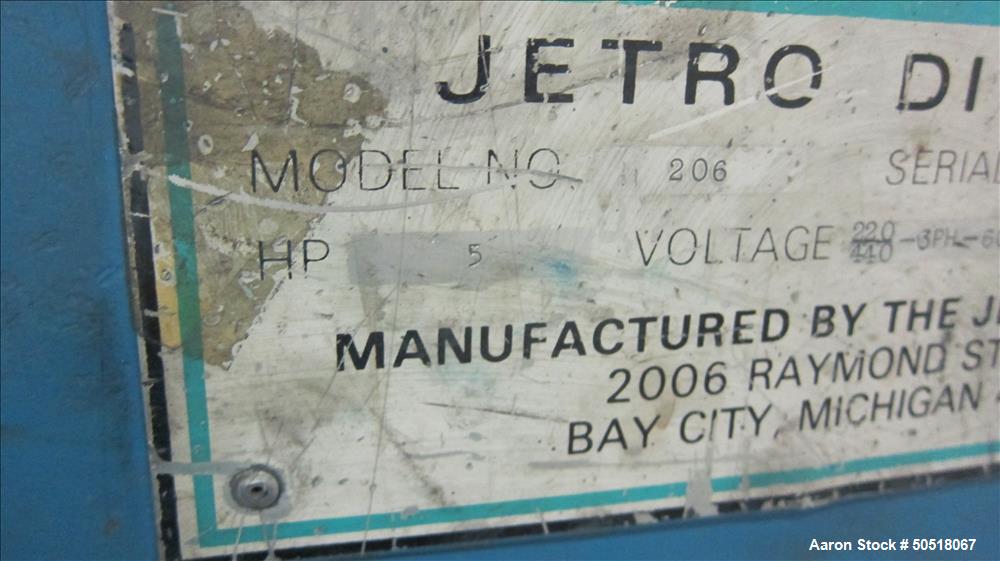 JETRO DI
MODEL NO. 206 SERIAL
HP 5 VOLTAGE 220/440-3PH-6
MANUFACTURED BY THE J
2006 RAYMOND ST
BAY CITY, MICHIGAN
Aaron Stock # 50518067